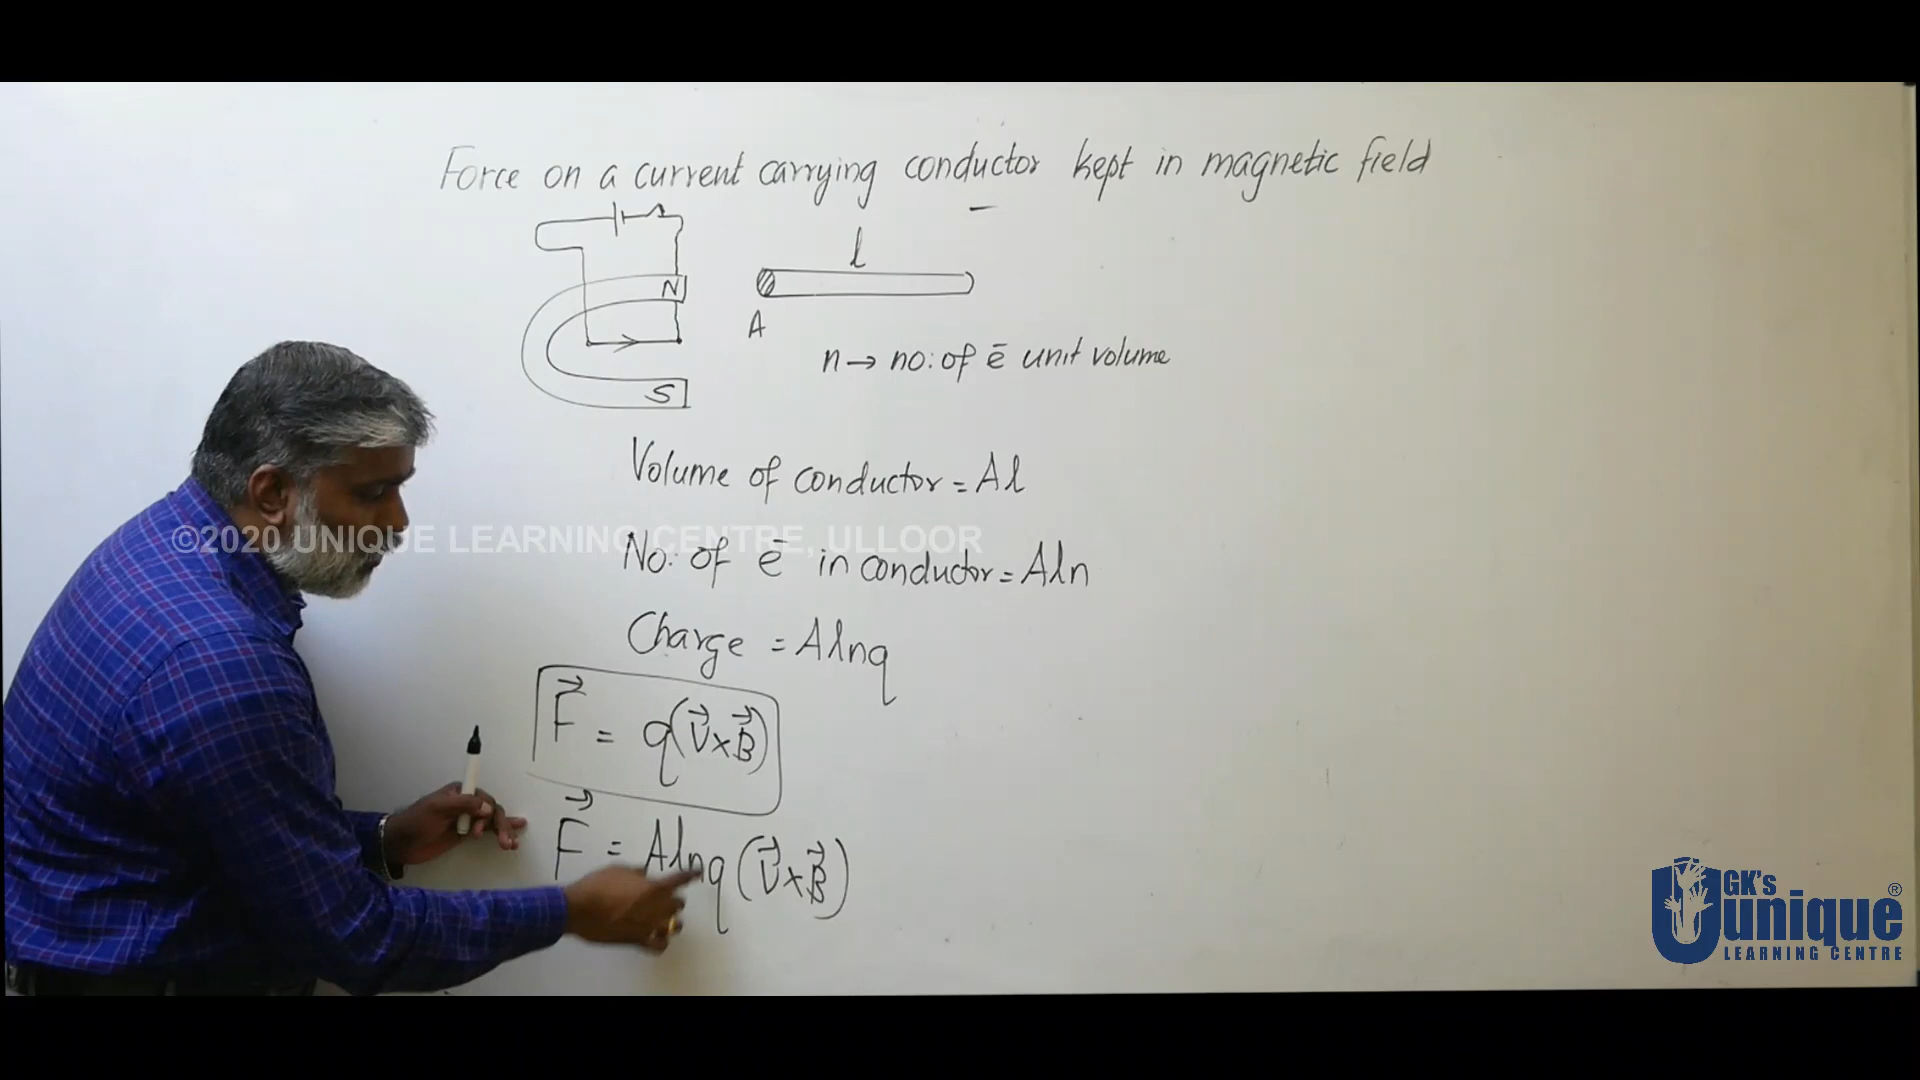 Force on a current carrying conductor kept in magnetic field
l
N
A
n → no: of ē unit volume
S
Volume of conductor = Al
©2020 UNIQUE LEARNING CENTRE, ULLOOR
No: of ē in conductor = Aln
Charge = Alnq
F⃗ = q(V⃗×B⃗)
F⃗ = Alnq(V⃗×B⃗)
GK's
unique®
LEARNING CENTRE